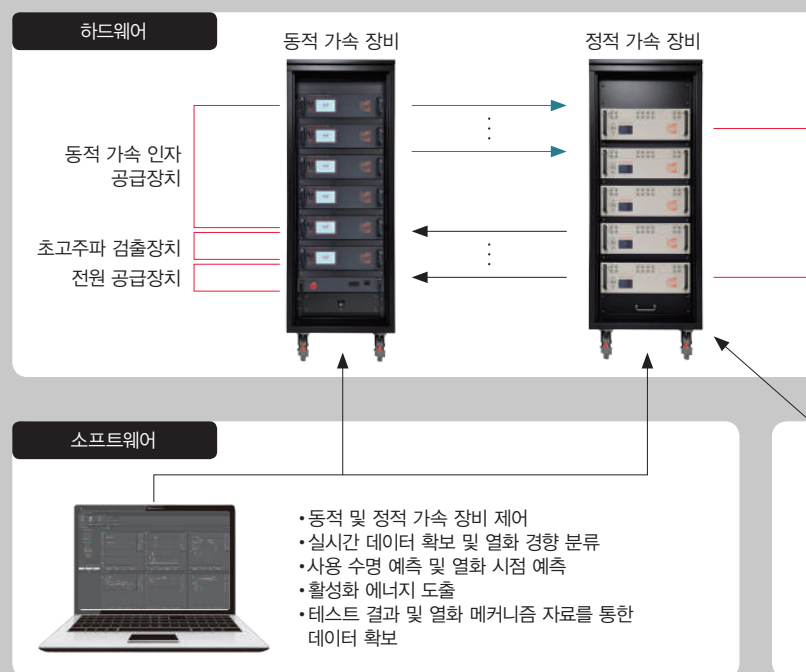 하드웨어
동적 가속 장비
정적 가속 장비
동적 가속 인자
공급장치
초고주파 검출장치
전원 공급장치
소프트웨어
•동적 및 정적 가속 장비 제어
•실시간 데이터 확보 및 열화 경향 분류
•사용 수명 예측 및 열화 시점 예측
•활성화 에너지 도출
•테스트 결과 및 열화 메커니즘 자료를 통한
데이터 확보